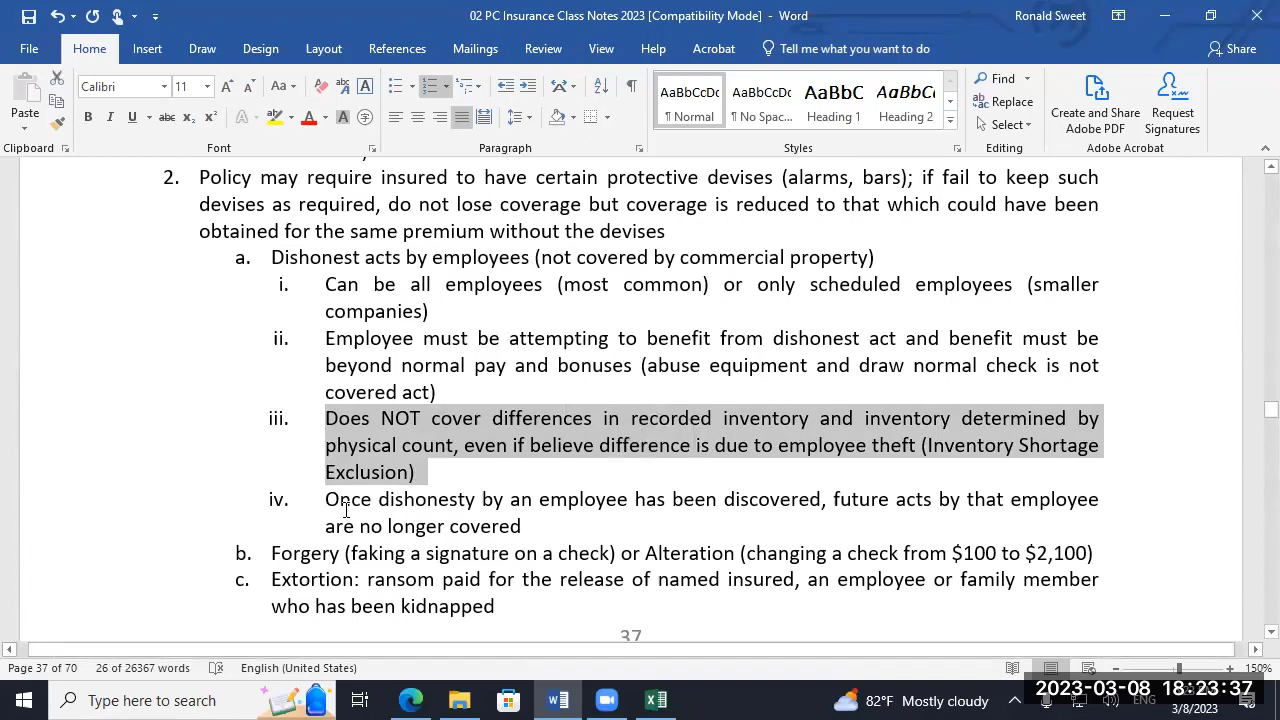 02 PC Insurance Class Notes 2023 [Compatibility Mode] - Word
Ronald Sweet
File Home Insert Draw Design Layout References Mailings Review View Help Acrobat Tell me what you want to do Share
Paste
Calibri 11
AaBbCcDc AaBbCcDc AaBbC AaBbC
¶ Normal ¶ No Spac... Heading 1 Heading 2
Find
Replace
Select
Create and Share Adobe PDF
Request Signatures
Clipboard Font Paragraph Styles Editing Adobe Acrobat
2. Policy may require insured to have certain protective devises (alarms, bars); if fail to keep such
devises as required, do not lose coverage but coverage is reduced to that which could have been
obtained for the same premium without the devises
a. Dishonest acts by employees (not covered by commercial property)
i. Can be all employees (most common) or only scheduled employees (smaller
companies)
ii. Employee must be attempting to benefit from dishonest act and benefit must be
beyond normal pay and bonuses (abuse equipment and draw normal check is not
covered act)
iii. Does NOT cover differences in recorded inventory and inventory determined by
physical count, even if believe difference is due to employee theft (Inventory Shortage
Exclusion)
iv. Once dishonesty by an employee has been discovered, future acts by that employee
are no longer covered
b. Forgery (faking a signature on a check) or Alteration (changing a check from $100 to $2,100)
c. Extortion: ransom paid for the release of named insured, an employee or family member
who has been kidnapped
37
Page 37 of 70 26 of 26367 words English (United States) 150%
Type here to search
82°F Mostly cloudy
ENG
2023-03-08 18:23:37
3/8/2023